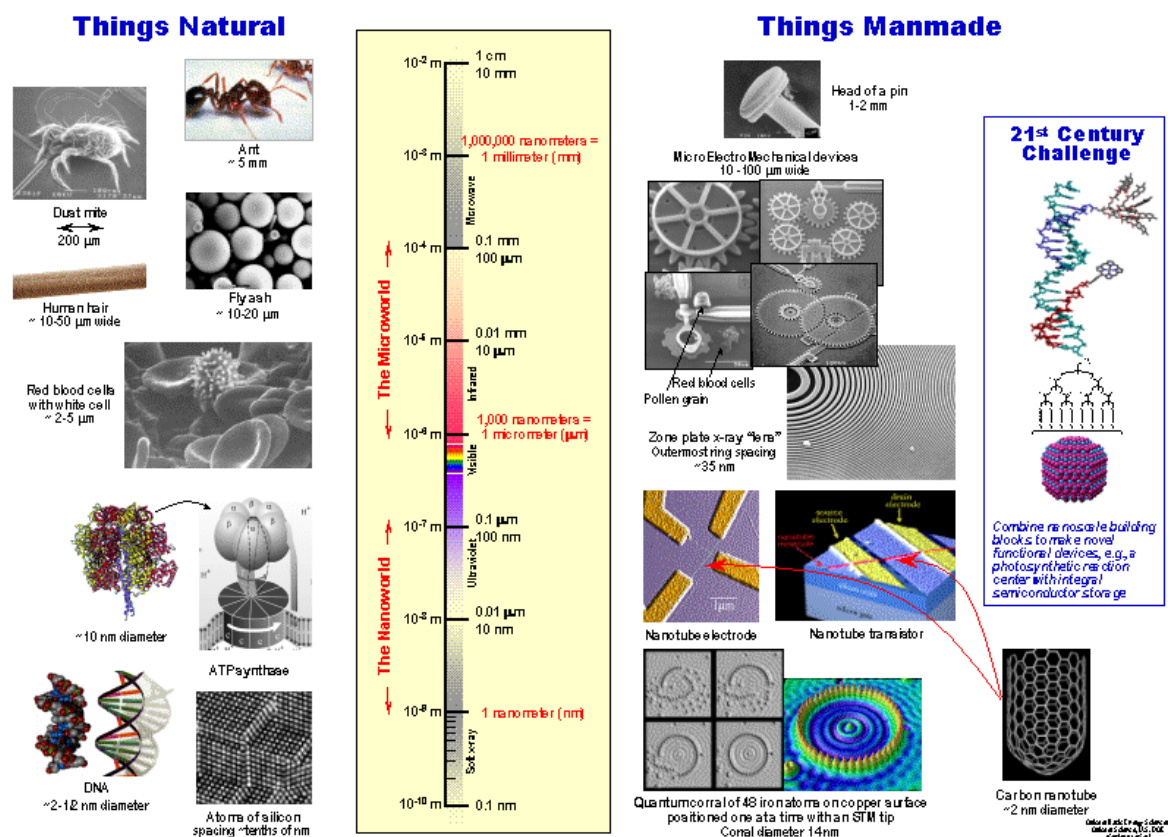 Things Natural
Things Manmade
Ant
~ 5 mm
Dust mite
200 µm
Human hair
~ 10-50 µm wide
Fly ash
~ 10-20 µm
Red blood cells
with white cell
~ 2-5 µm
~10 nm diameter
ATP synthase
DNA
~2-1/2 nm diameter
Atoms of silicon
spacing ~tenths of nm
10-2 m
1 cm
10 mm
1,000,000 nanometers =
10-3 m
1 millimeter (mm)
Microwave
10-4 m
0.1 mm
100 µm
The Microworld
0.01 mm
10-5 m
10 µm
Infrared
1,000 nanometers =
10-6 m
1 micrometer (µm)
Visible
10-7 m
0.1 µm
100 nm
The Nanoworld
Ultraviolet
0.01 µm
10-8 m
10 nm
10-9 m
1 nanometer (nm)
Soft x-ray
10-10 m
0.1 nm
Head of a pin
1-2 mm
MicroElectroMechanical devices
10 -100 µm wide
Red blood cells
Pollen grain
Zone plate x-ray "lens"
Outermost ring spacing
~35 nm
1µm
Nanotube electrode
source
electrode
drain
electrode
Nanotube transistor
Quantum corral of 48 iron atoms on copper surface
positioned one at a time with an STM tip
Corral diameter 14 nm
Carbon nanotube
~2 nm diameter
21st Century
Challenge
Combine nanoscale building
blocks to make novel
functional devices, e.g., a
photosynthetic reaction
center with integral
semiconductor storage